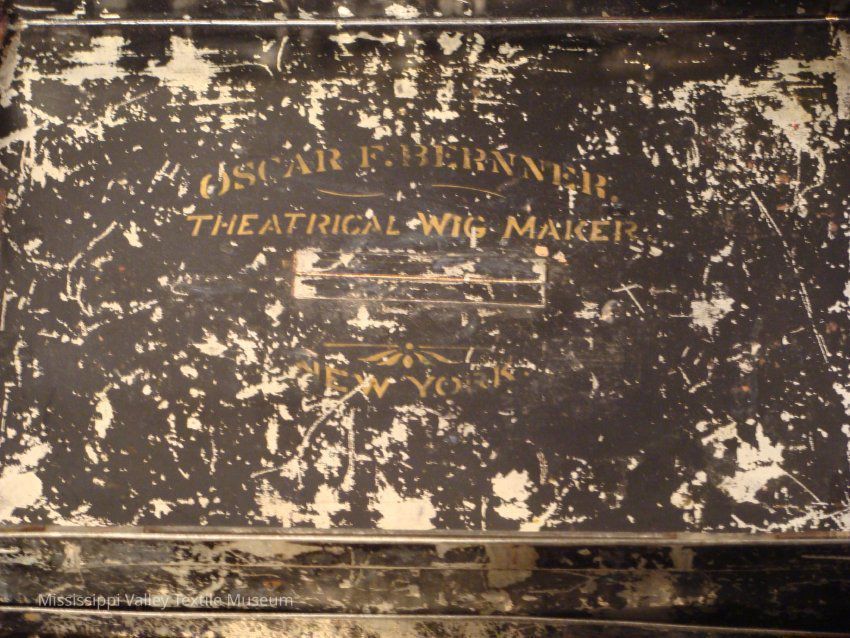 OSCAR F. BERNNER.
THEATRICAL WIG MAKER
NEW YORK.
Mississippi Valley Textile Museum